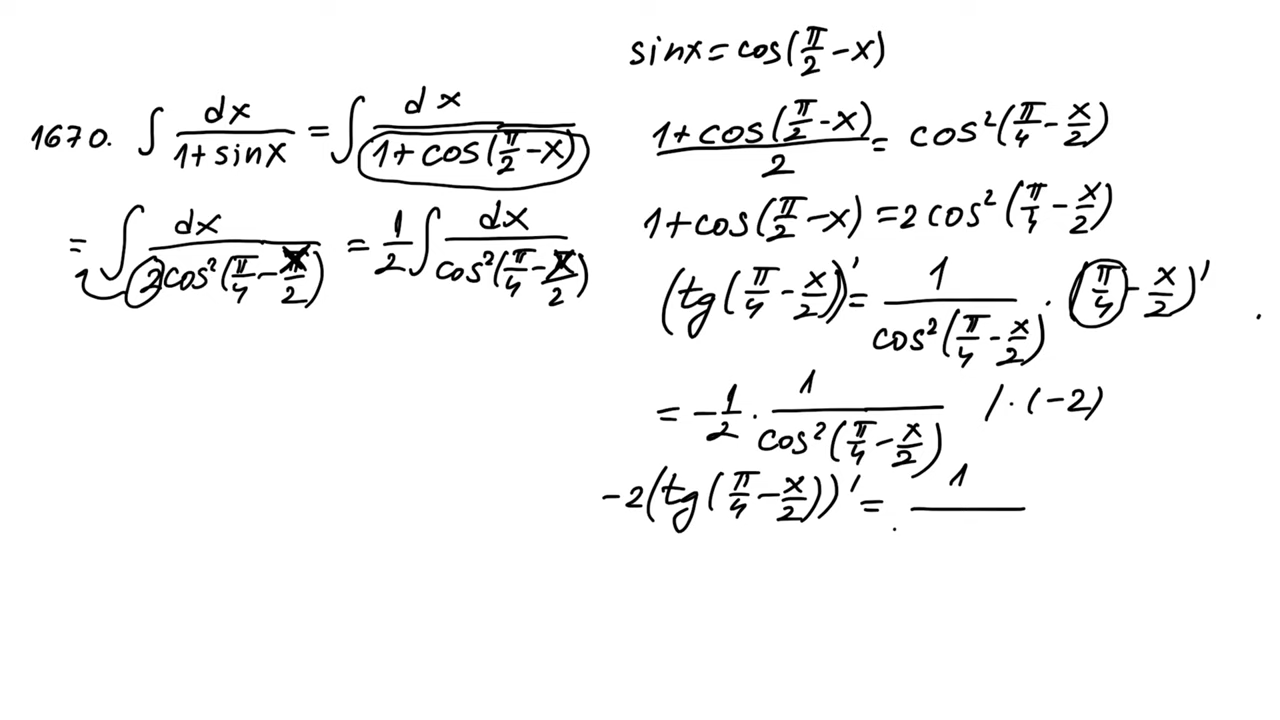 1670. ∫ dx/(1+sinx) = ∫ dx/(1+cos(π/2-x))
= ∫ dx/(2cos²(π/4-x/2)) = 1/2 ∫ dx/(cos²(π/4-x/2))
sinx = cos(π/2-x)
(1+cos(π/2-x))/2 = cos²(π/4-x/2)
1+cos(π/2-x) = 2cos²(π/4-x/2)
(tg(π/4-x/2))' = 1/(cos²(π/4-x/2)) · (π/4-x/2)'
= -1/2 · 1/(cos²(π/4-x/2)) /·(-2)
-2(tg(π/4-x/2))' = 1/